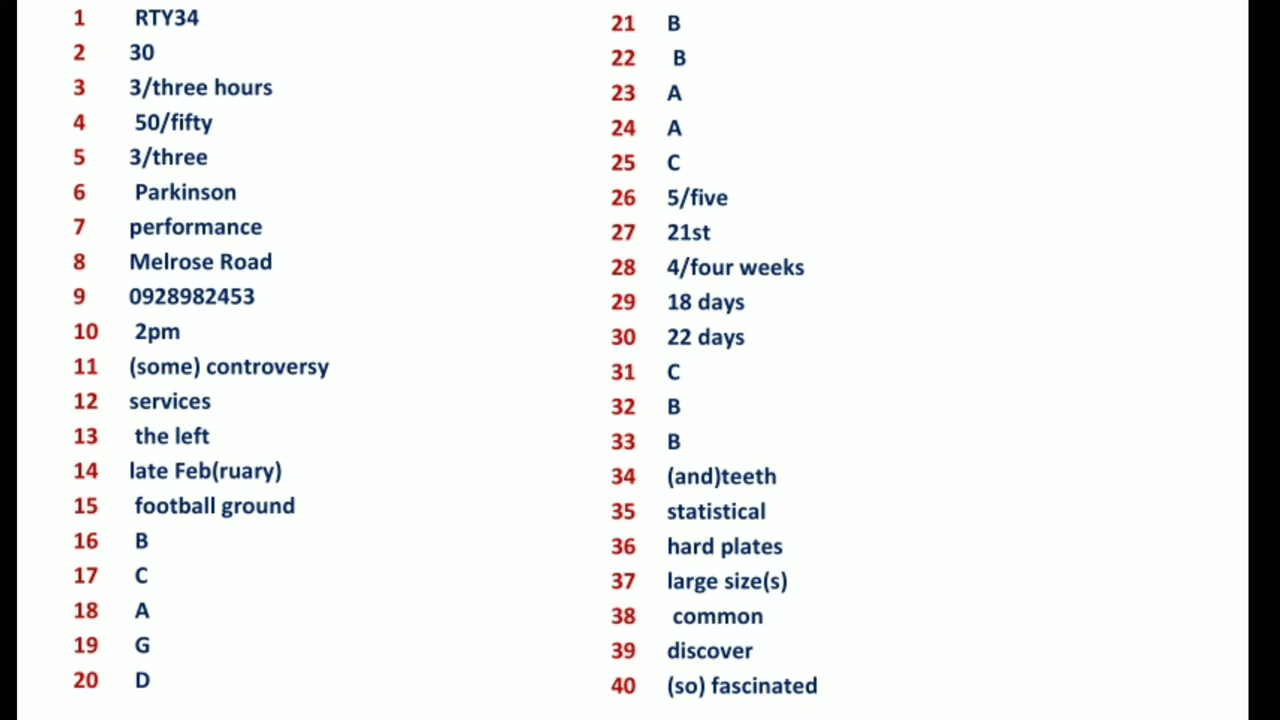 1 RTY34
2 30
3 3/three hours
4 50/fifty
5 3/three
6 Parkinson
7 performance
8 Melrose Road
9 0928982453
10 2pm
11 (some) controversy
12 services
13 the left
14 late Feb(ruary)
15 football ground
16 B
17 C
18 A
19 G
20 D
21 B
22 B
23 A
24 A
25 C
26 5/five
27 21st
28 4/four weeks
29 18 days
30 22 days
31 C
32 B
33 B
34 (and)teeth
35 statistical
36 hard plates
37 large size(s)
38 common
39 discover
40 (so) fascinated